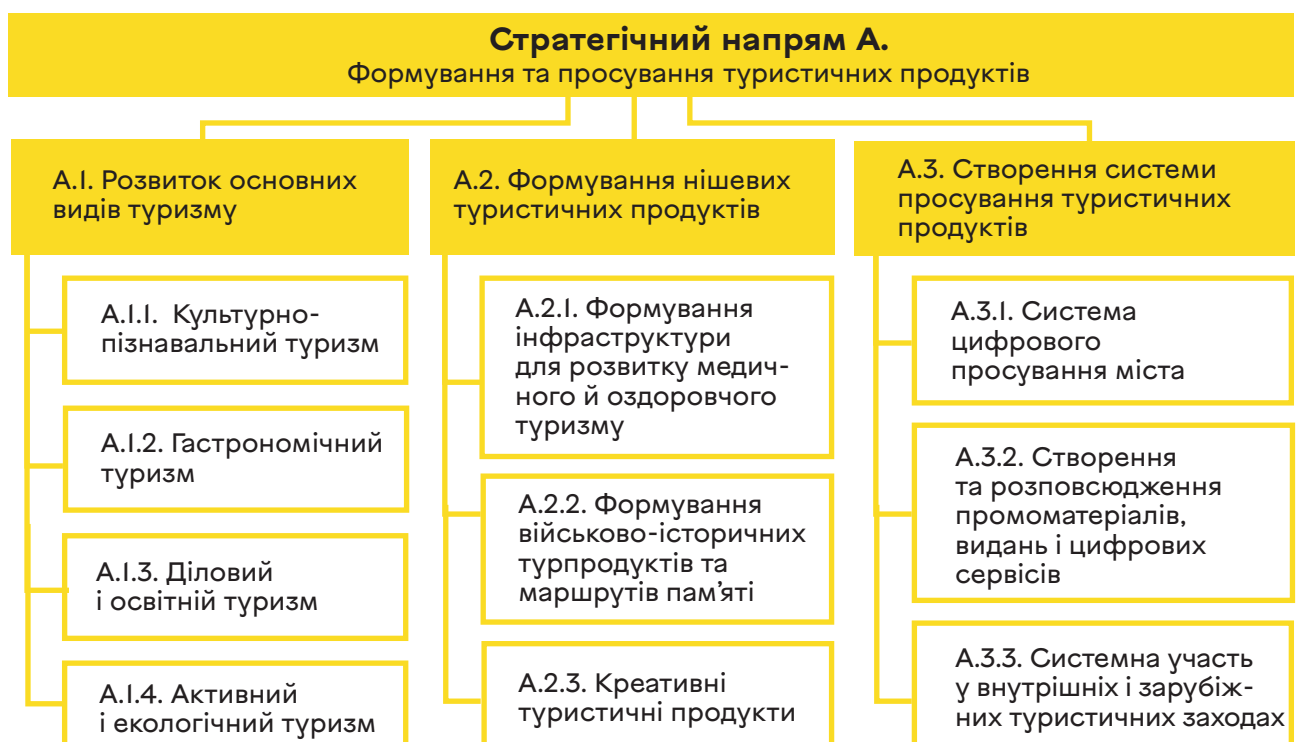 Стратегічний напрям А.
Формування та просування туристичних продуктів
А.1. Розвиток основних
видів туризму
А.1.1. Культурно-
пізнавальний туризм
А.1.2. Гастрономічний
туризм
А.1.3. Діловий
і освітній туризм
А.1.4. Активний
і екологічний туризм
А.2. Формування нішевих
туристичних продуктів
А.2.1. Формування
інфраструктури
для розвитку медич-
ного й оздоровчого
туризму
А.2.2. Формування
військово-історичних
турпродуктів та
маршрутів пам’яті
А.2.3. Креативні
туристичні продукти
А.3. Створення системи
просування туристичних
продуктів
А.3.1. Система
цифрового
просування міста
А.3.2. Створення
та розповсюдження
промоматеріалів,
видань і цифрових
сервісів
А.3.3. Системна участь
у внутрішніх і зарубіж-
них туристичних заходах